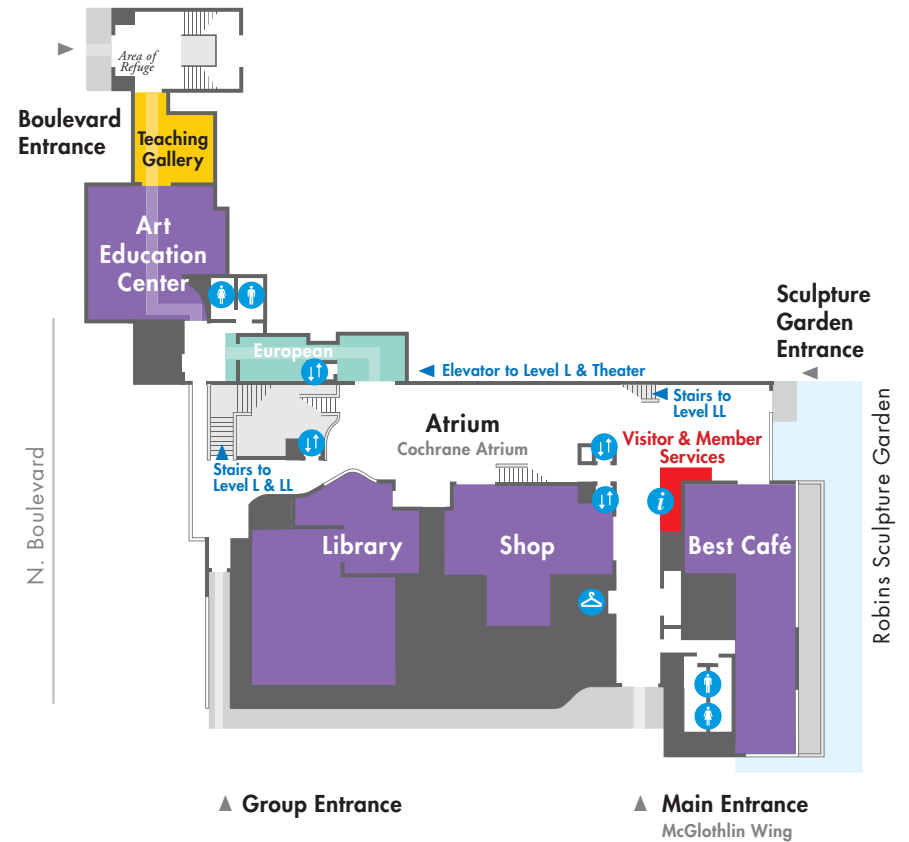 Area of
Refuge
Boulevard
Entrance
Teaching
Gallery
Art
Education
Center
Sculpture
Garden
Entrance
European
Elevator to Level L & Theater
Stairs to
Level LL
Atrium
Cochrane Atrium
Visitor & Member
Services
Stairs to
Level L & LL
i
Library
Shop
Best Café
N. Boulevard
Robins Sculpture Garden
Group Entrance
Main Entrance
McGlothlin Wing